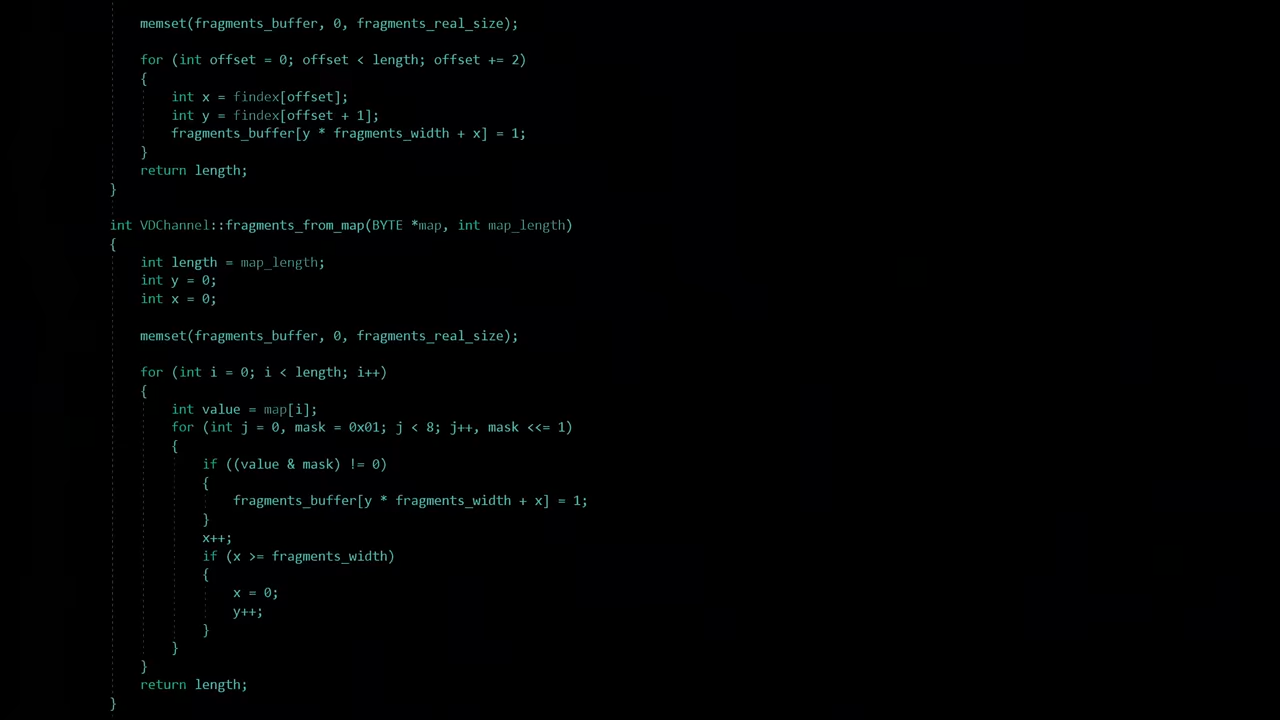 memset(fragments_buffer, 0, fragments_real_size);
for (int offset = 0; offset < length; offset += 2)
{
int x = findex[offset];
int y = findex[offset + 1];
fragments_buffer[y * fragments_width + x] = 1;
}
return length;
}
int VDChannel::fragments_from_map(BYTE *map, int map_length)
{
int length = map_length;
int y = 0;
int x = 0;
memset(fragments_buffer, 0, fragments_real_size);
for (int i = 0; i < length; i++)
{
int value = map[i];
for (int j = 0, mask = 0x01; j < 8; j++, mask <<= 1)
{
if ((value & mask) != 0)
{
fragments_buffer[y * fragments_width + x] = 1;
}
x++;
if (x >= fragments_width)
{
x = 0;
y++;
}
}
}
return length;
}